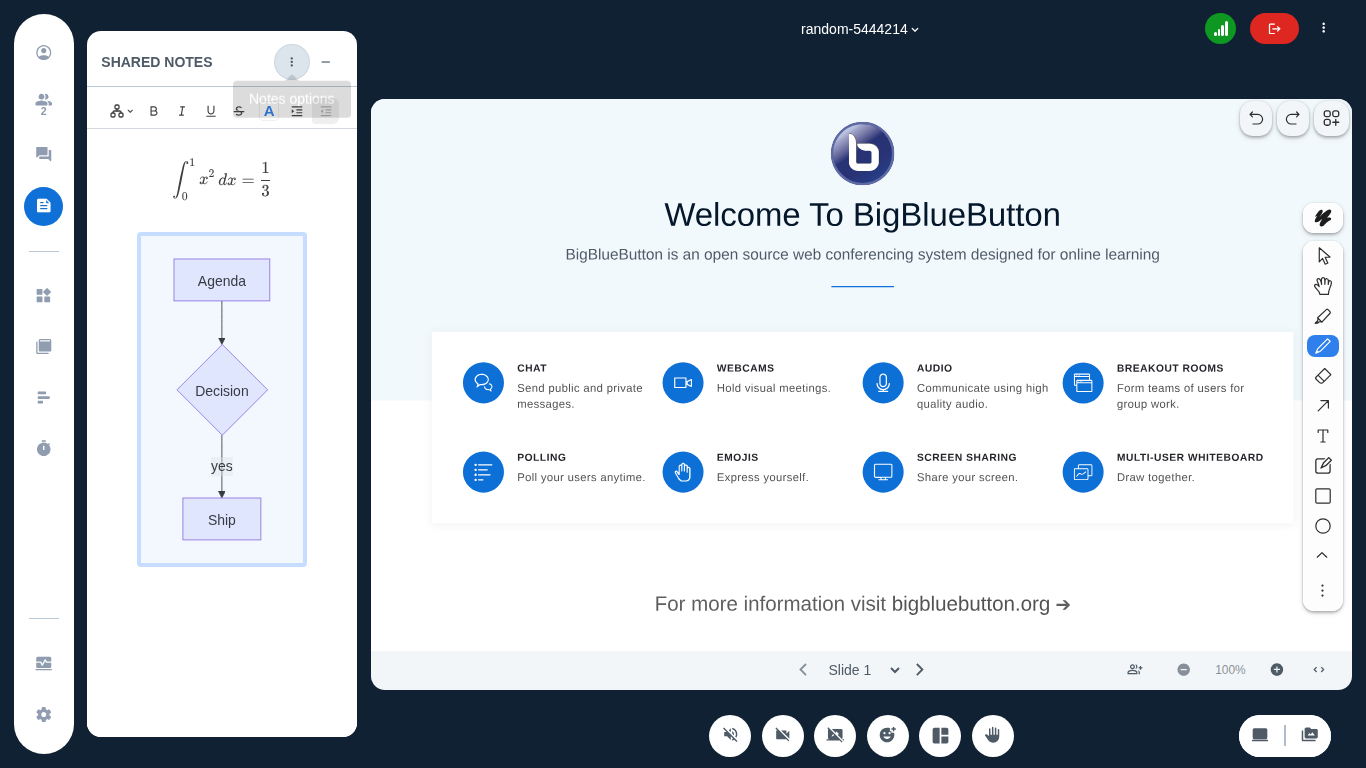 random-5444214
2
SHARED NOTES
Notes options
B I U S A
∫₀¹ x² dx = 1/3
Agenda
Decision
yes
Ship
Welcome To BigBlueButton
BigBlueButton is an open source web conferencing system designed for online learning
CHAT
Send public and private
messages.
WEBCAMS
Hold visual meetings.
AUDIO
Communicate using high
quality audio.
BREAKOUT ROOMS
Form teams of users for
group work.
POLLING
Poll your users anytime.
EMOJIS
Express yourself.
SCREEN SHARING
Share your screen.
MULTI-USER WHITEBOARD
Draw together.
For more information visit bigbluebutton.org ➔
Slide 1
100%